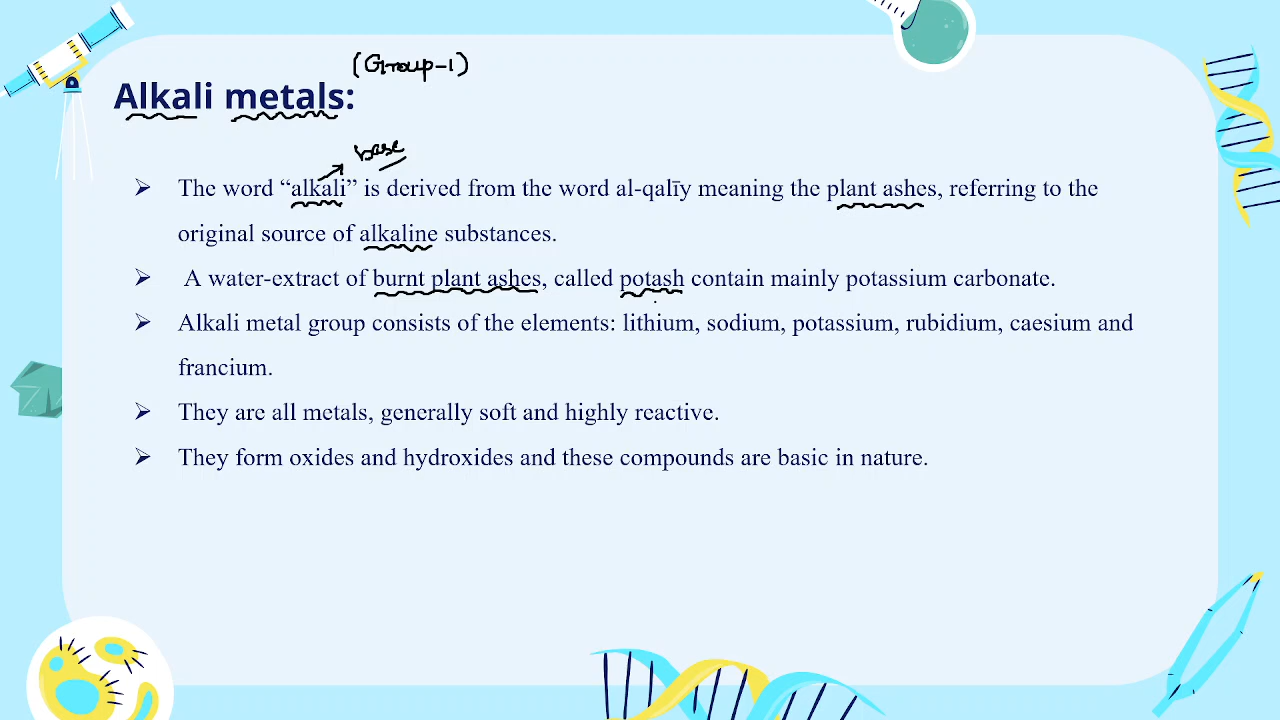 (Group-1)
Alkali metals:
base
➢ The word “alkali” is derived from the word al-qalīy meaning the plant ashes, referring to the
original source of alkaline substances.
➢ A water-extract of burnt plant ashes, called potash contain mainly potassium carbonate.
➢ Alkali metal group consists of the elements: lithium, sodium, potassium, rubidium, caesium and
francium.
➢ They are all metals, generally soft and highly reactive.
➢ They form oxides and hydroxides and these compounds are basic in nature.